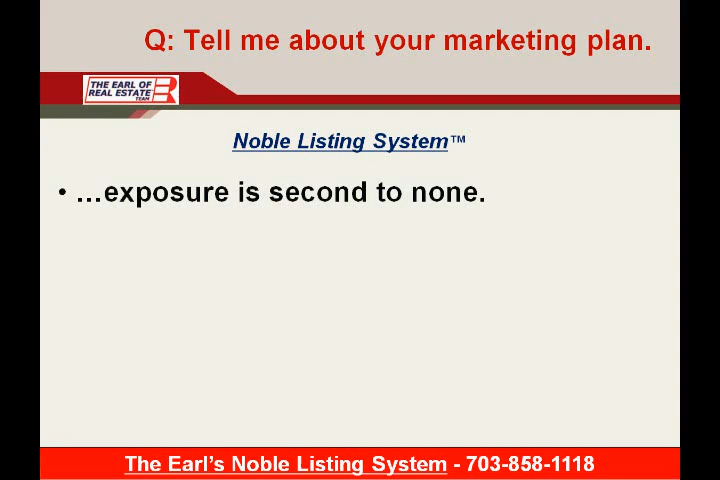 Q: Tell me about your marketing plan.
THE EARL OF
REAL ESTATE
TEAM
Noble Listing System™
• …exposure is second to none.
The Earl’s Noble Listing System - 703-858-1118